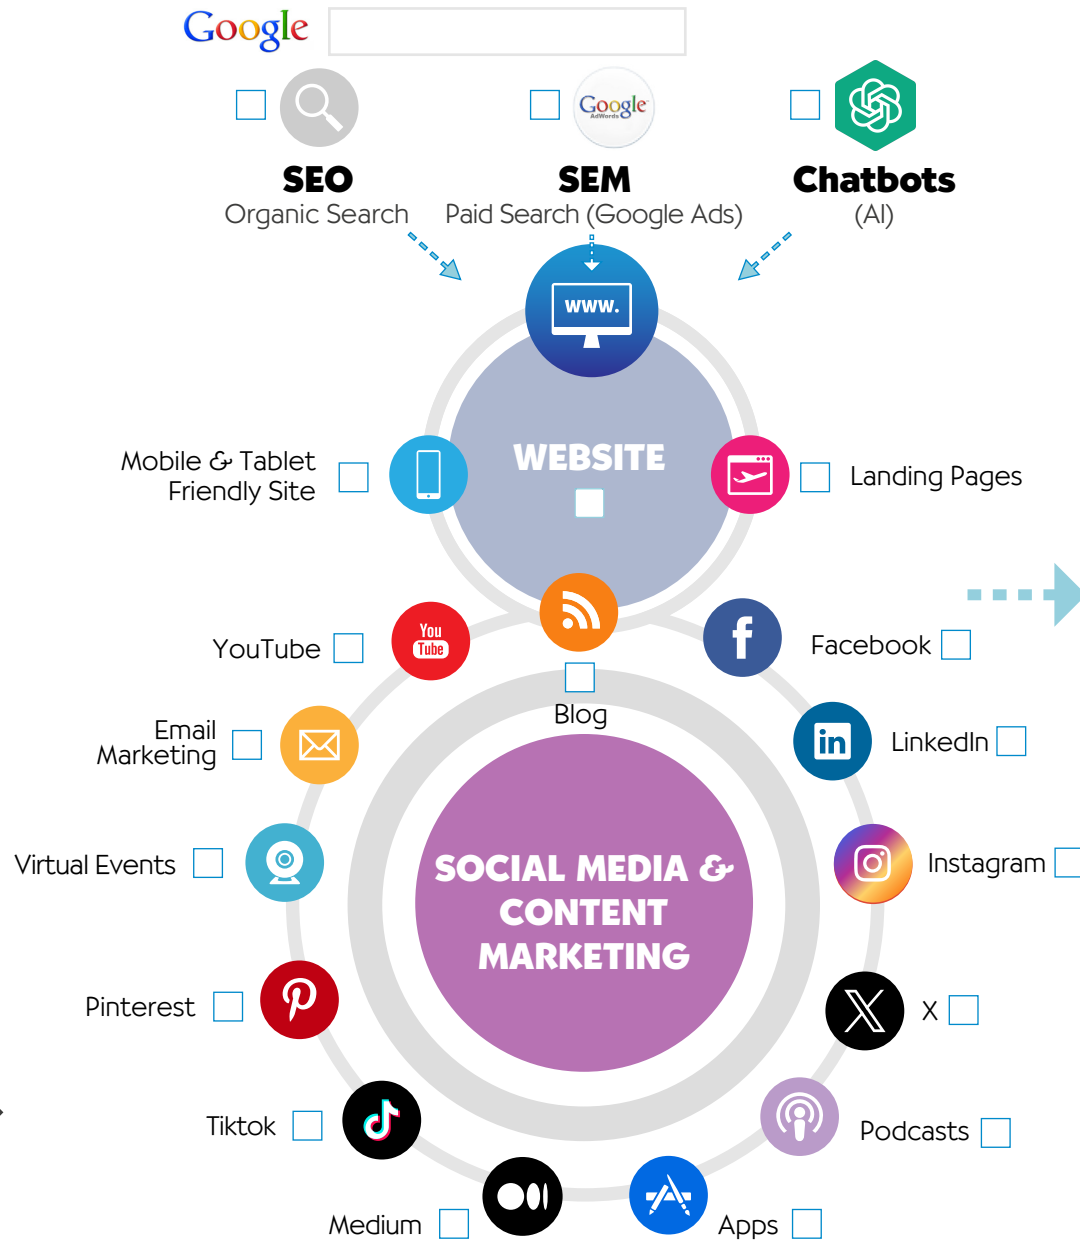 Google
Google
AdWords
SEO
SEM
Chatbots
Organic Search
Paid Search (Google Ads)
(AI)
www.
WEBSITE
Mobile & Tablet
Friendly Site
Landing Pages
YouTube
You
Tube
f
Facebook
Blog
Email
Marketing
in
LinkedIn
Virtual Events
SOCIAL MEDIA &
CONTENT
MARKETING
Instagram
Pinterest
X
Tiktok
Podcasts
Medium
Apps